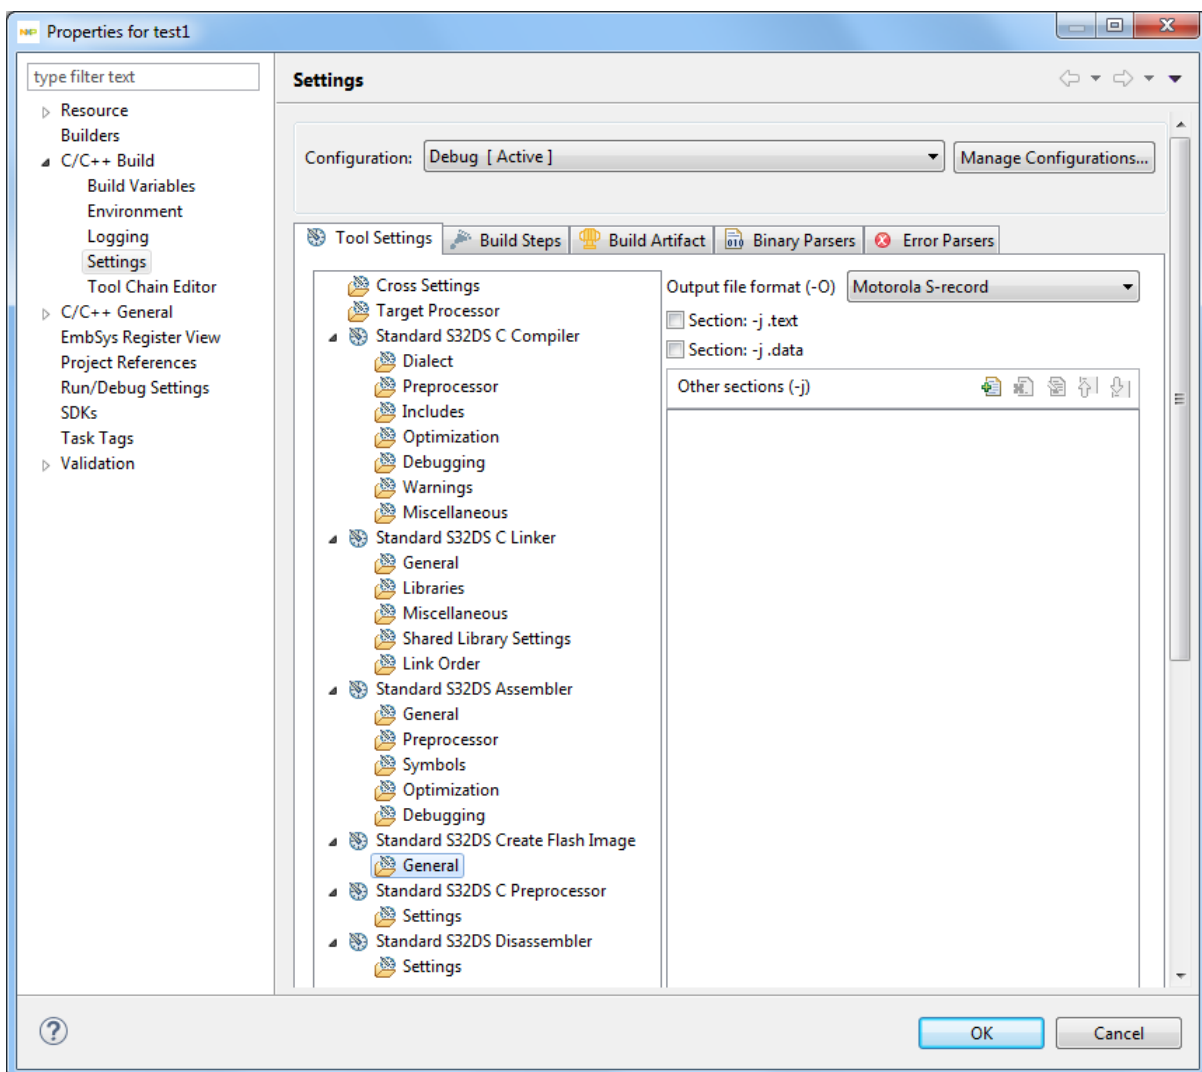 NXP Properties for test1
type filter text
Resource
Builders
C/C++ Build
Build Variables
Environment
Logging
Settings
Tool Chain Editor
C/C++ General
EmbSys Register View
Project References
Run/Debug Settings
SDKs
Task Tags
Validation
Settings
Configuration: Debug [ Active ] Manage Configurations...
Tool Settings Build Steps Build Artifact 010 Binary Parsers Error Parsers
Cross Settings
Target Processor
Standard S32DS C Compiler
Dialect
Preprocessor
Includes
Optimization
Debugging
Warnings
Miscellaneous
Standard S32DS C Linker
General
Libraries
Miscellaneous
Shared Library Settings
Link Order
Standard S32DS Assembler
General
Preprocessor
Symbols
Optimization
Debugging
Standard S32DS Create Flash Image
General
Standard S32DS C Preprocessor
Settings
Standard S32DS Disassembler
Settings
Output file format (-O) Motorola S-record
Section: -j .text
Section: -j .data
Other sections (-j)
? OK Cancel